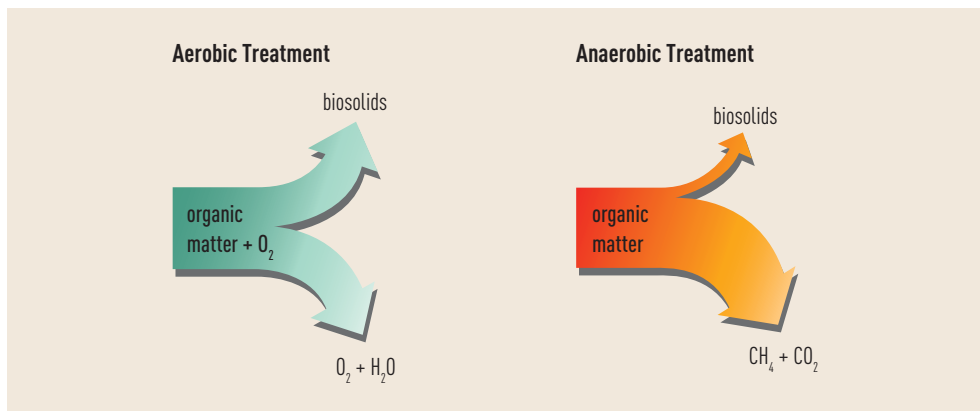 Aerobic Treatment
biosolids
organic
matter + O₂
O₂ + H₂O
Anaerobic Treatment
biosolids
organic
matter
CH₄ + CO₂